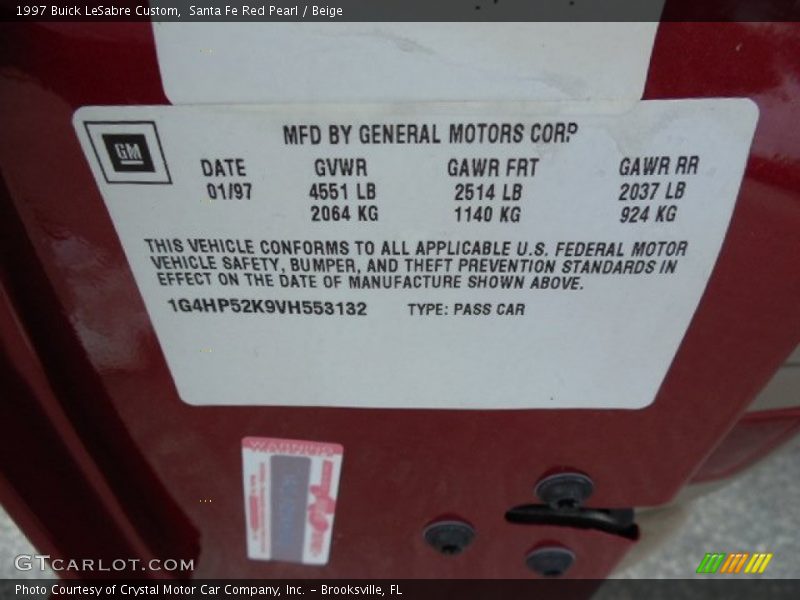 1997 Buick LeSabre Custom,  Santa Fe Red Pearl / Beige
MFD BY GENERAL MOTORS CORP
GM
DATE GVWR GAWR FRT GAWR RR
01/97 4551 LB 2514 LB 2037 LB
2064 KG 1140 KG 924 KG
THIS VEHICLE CONFORMS TO ALL APPLICABLE U.S. FEDERAL MOTOR
VEHICLE SAFETY, BUMPER, AND THEFT PREVENTION STANDARDS IN
EFFECT ON THE DATE OF MANUFACTURE SHOWN ABOVE.
1G4HP52K9VH553132 TYPE: PASS CAR
GTCARLOT.COM
Photo Courtesy of Crystal Motor Car Company, Inc. – Brooksville, FL